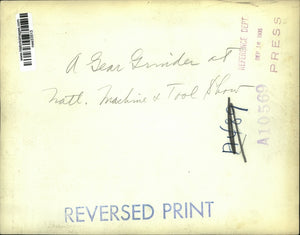 A Gear Grinder at
Natl. Machine & Tool Show
REFERENCE DEPT.
PRESS
A10569
REVERSED PRINT